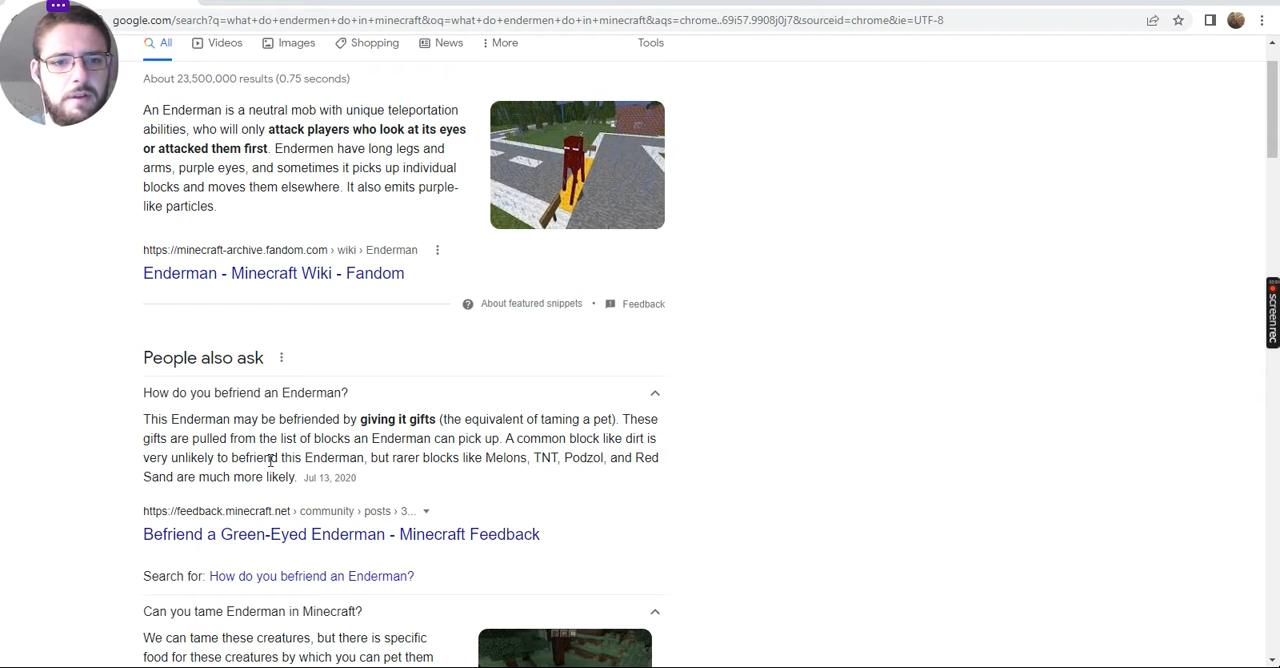 google.com/search?q=what+do+endermen+do+in+minecraft&oq=what+do+endermen+do+in+minecraft&aqs=chrome..69i57.9908j0j7&sourceid=chrome&ie=UTF-8
All Videos Images Shopping News More Tools
About 23,500,000 results (0.75 seconds)
An Enderman is a neutral mob with unique teleportation
abilities, who will only attack players who look at its eyes
or attacked them first. Endermen have long legs and
arms, purple eyes, and sometimes it picks up individual
blocks and moves them elsewhere. It also emits purple-
like particles.
https://minecraft-archive.fandom.com › wiki › Enderman
Enderman - Minecraft Wiki - Fandom
About featured snippets • Feedback
People also ask
How do you befriend an Enderman?
This Enderman may be befriended by giving it gifts (the equivalent of taming a pet). These
gifts are pulled from the list of blocks an Enderman can pick up. A common block like dirt is
very unlikely to befriend this Enderman, but rarer blocks like Melons, TNT, Podzol, and Red
Sand are much more likely. Jul 13, 2020
https://feedback.minecraft.net › community › posts › 3...
Befriend a Green-Eyed Enderman - Minecraft Feedback
Search for: How do you befriend an Enderman?
Can you tame Enderman in Minecraft?
We can tame these creatures, but there is specific
food for these creatures by which you can pet them
screenrec